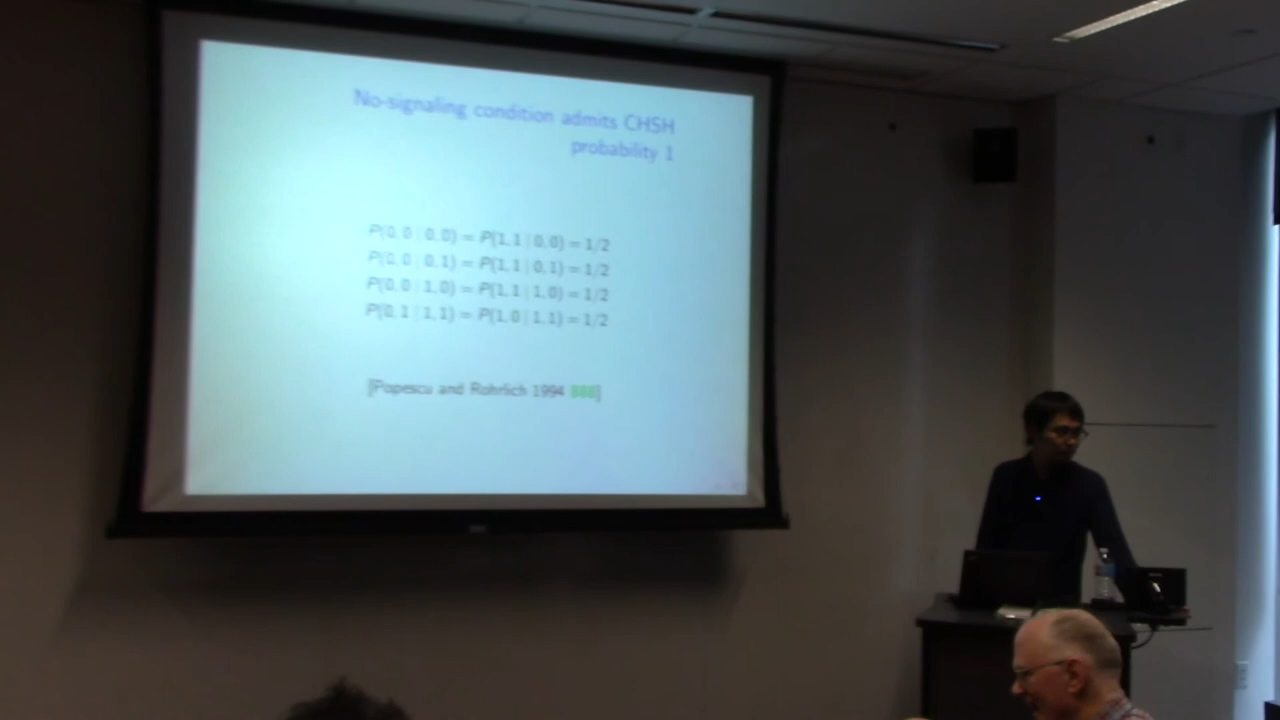 No-signaling condition admits CHSH
probability 1
P(0, 0 | 0, 0) = P(1, 1 | 0, 0) = 1/2
P(0, 0 | 0, 1) = P(1, 1 | 0, 1) = 1/2
P(0, 0 | 1, 0) = P(1, 1 | 1, 0) = 1/2
P(0, 1 | 1, 1) = P(1, 0 | 1, 1) = 1/2
[Popescu and Rohrlich 1994 ]